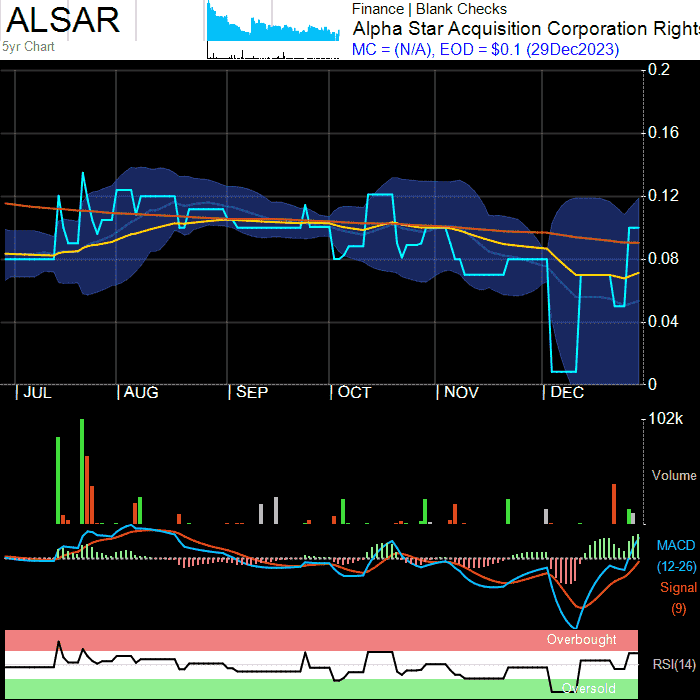 ALSAR
5yr Chart
Finance | Blank Checks
Alpha Star Acquisition Corporation Rights
MC = (N/A), EOD = $0.1 (29Dec2023)
0.2
0.16
0.12
0.08
0.04
0
JUL AUG SEP OCT NOV DEC
102k
Volume
MACD
(12-26)
Signal
(9)
Overbought
RSI(14)
Oversold